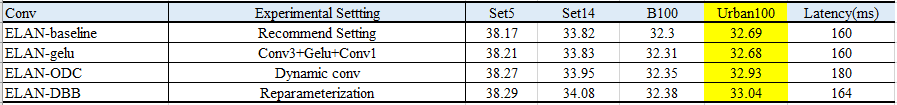 Conv Experimental Settting Set5 Set14 B100 Urban100 Latency(ms)
ELAN-baseline Recommend Setting 38.17 33.82 32.3 32.69 160
ELAN-gelu Conv3+Gelu+Conv1 38.21 33.83 32.31 32.68 160
ELAN-ODC Dynamic conv 38.27 33.95 32.35 32.93 180
ELAN-DBB Reparameterization 38.29 34.08 32.38 33.04 164